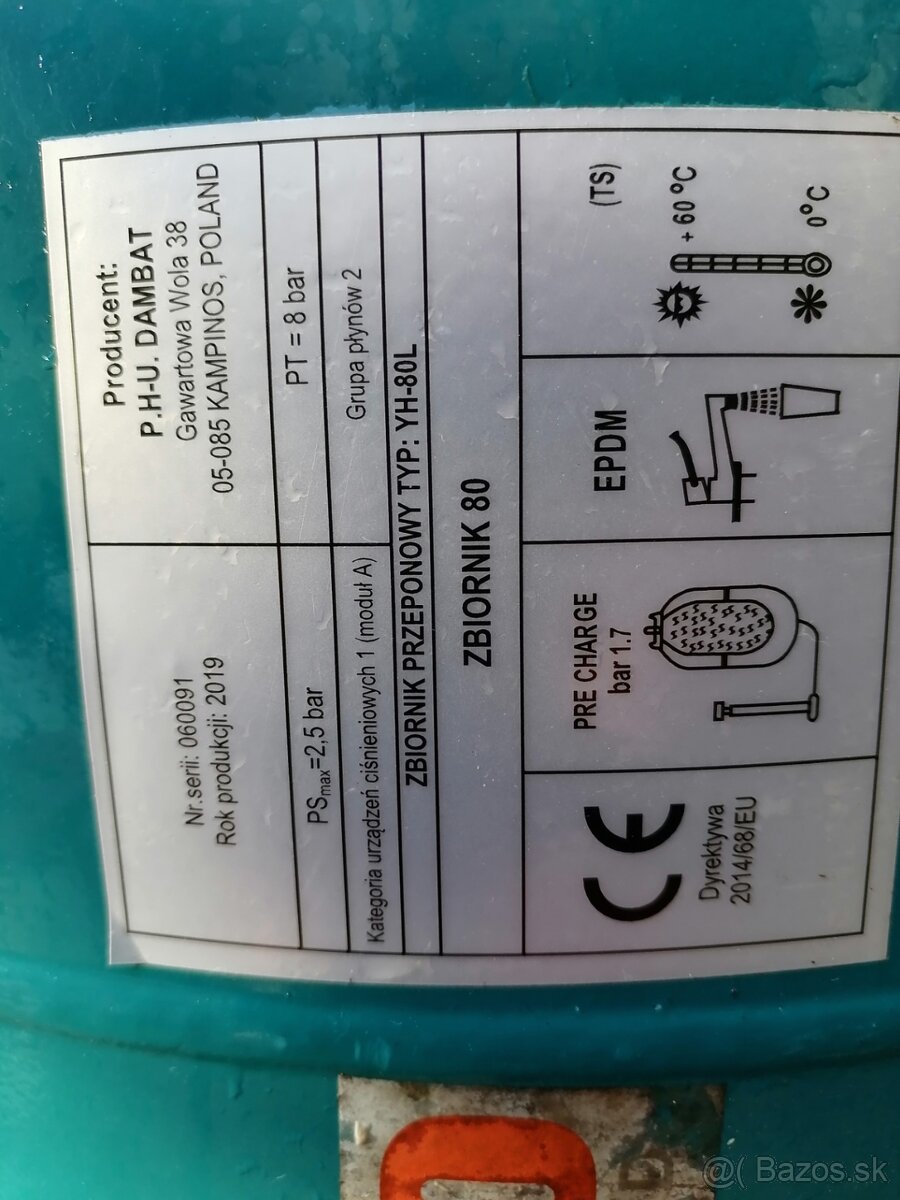 Nr.serii: 060091
Rok produkcji: 2019
Producent:
P.H-U. DAMBAT
Gawartowa Wola 38
05-085 KAMPINOS, POLAND
PSmax=2,5 bar
PT = 8 bar
Kategoria urządzeń ciśnieniowych 1 (moduł A)
Grupa płynów 2
ZBIORNIK PRZEPONOWY TYP: YH-80L
ZBIORNIK 80
CE
Dyrektywa
2014/68/EU
PRE CHARGE
bar 1.7
EPDM
(TS)
+ 60 °C
0°C
@( Bazos.sk